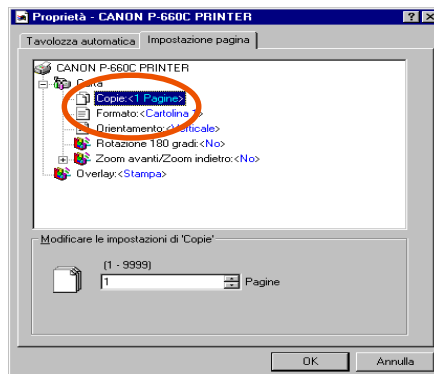 Proprietà - CANON P-660C PRINTER
Tavolozza automatica Impostazione pagina
CANON P-660C PRINTER
Carta
Copie:<1 Pagine>
Formato:<Cartolina 1>
Orientamento:<Verticale>
Rotazione 180 gradi:<No>
Zoom avanti/Zoom indietro:<No>
Overlay:<Stampa>
Modificare le impostazioni di 'Copie'
(1 - 9999)
1 Pagine
OK Annulla